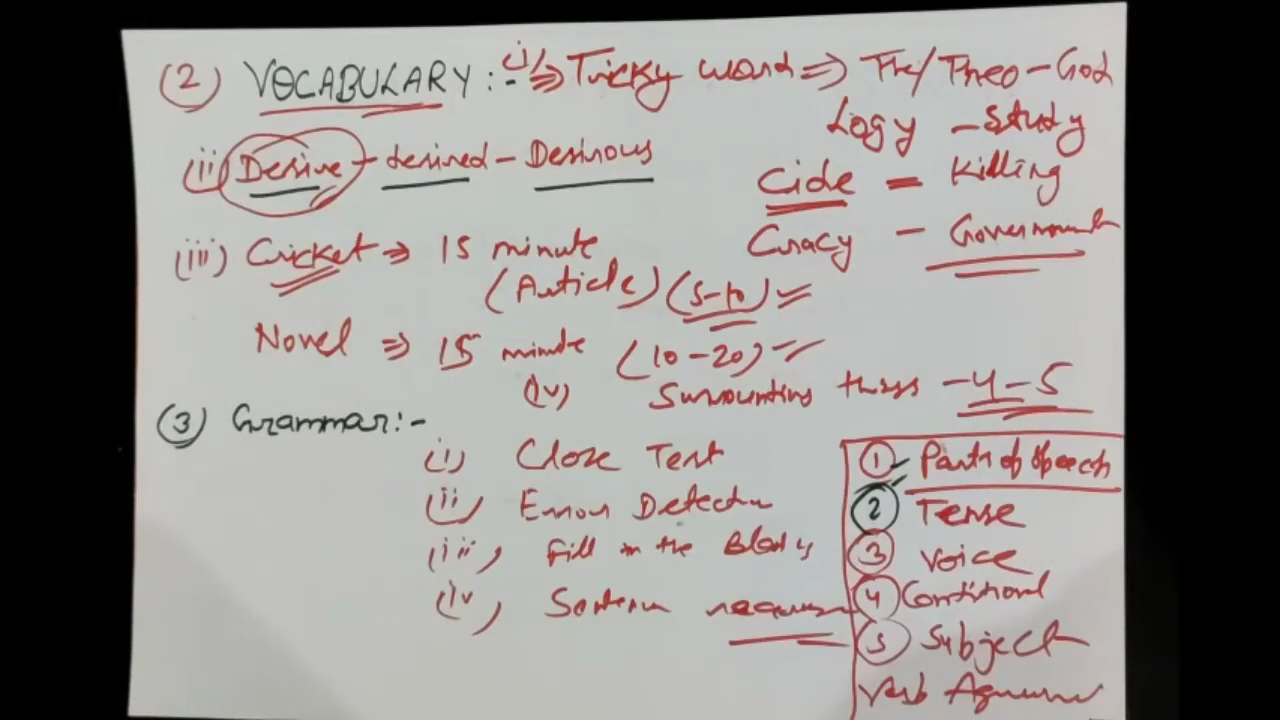 (2) VOCABULARY :- (i) ⇒ Tricky word ⇒ The/Theo - God
Logy - Study
(ii) Desire - desired - Desirous
Cide = Killing
Cracy - Government
(iii) Cricket ⇒ 15 minute
(Article) (5-10)
Novel ⇒ 15 minute (10-20)
(iv) Surrounding things - 4-5
(3) Grammar :-
(i) Close Test
(ii) Error Detection
(iii) Fill in the Blanks
(iv) Sentence
① Parts of Speech
② Tense
③ Voice
④ Conditional
⑤ Subject
Verb Agreement